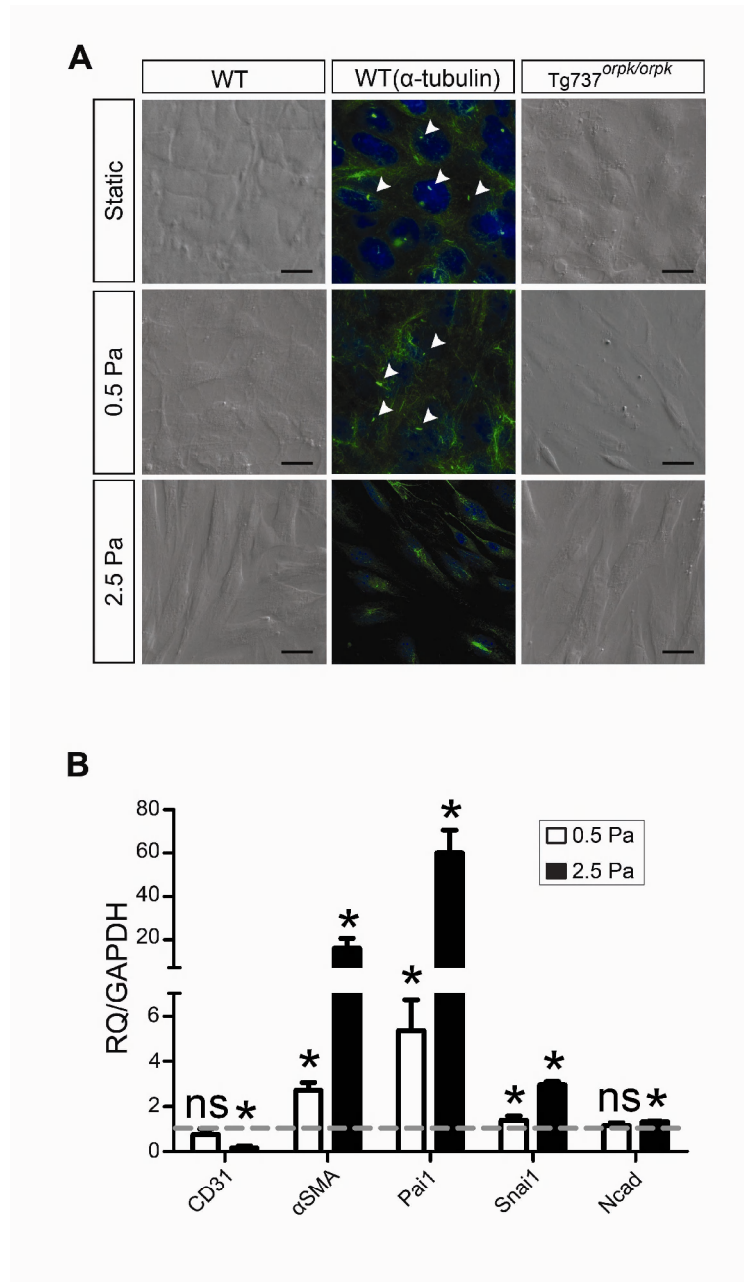 A
WT
WT(α-tubulin)
Tg737orpk/orpk
Static
0.5 Pa
2.5 Pa
B
RQ/GAPDH
80
60
40
20
6
4
2
0
0.5 Pa
2.5 Pa
ns * * * * * * * ns *
CD31
αSMA
Pai1
Snai1
Ncad